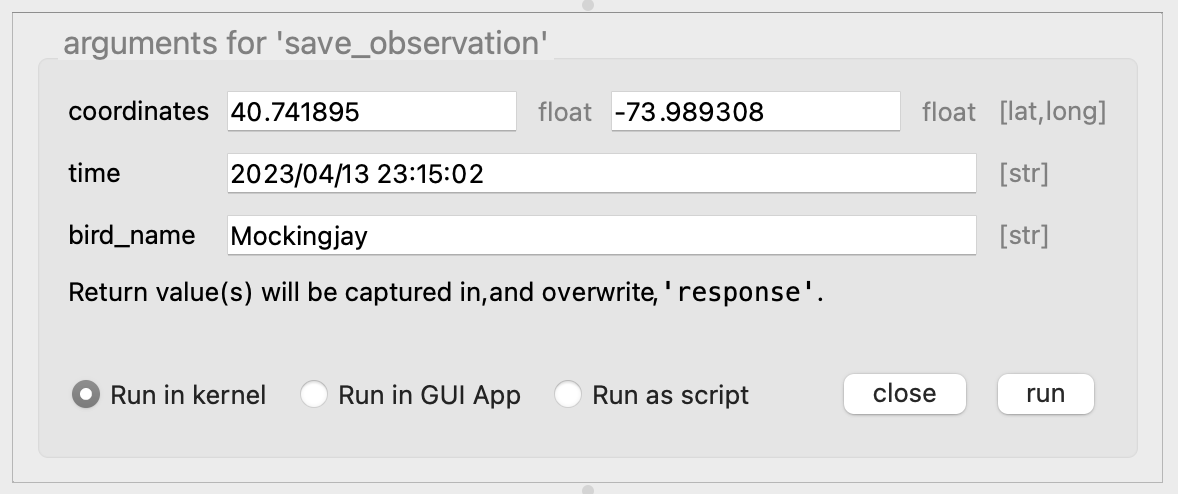 arguments for 'save_observation'
coordinates 40.741895 float -73.989308 float [lat,long]
time 2023/04/13 23:15:02 [str]
bird_name Mockingjay [str]
Return value(s) will be captured in,and overwrite,'response'.
Run in kernel Run in GUI App Run as script close run